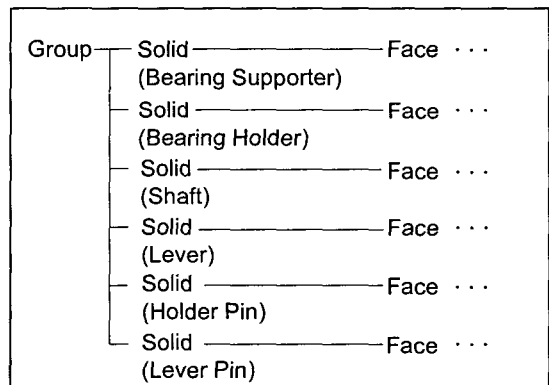 Group Solid Face ...
(Bearing Supporter)
Solid Face ...
(Bearing Holder)
Solid Face ...
(Shaft)
Solid Face ...
(Lever)
Solid Face ...
(Holder Pin)
Solid Face ...
(Lever Pin)